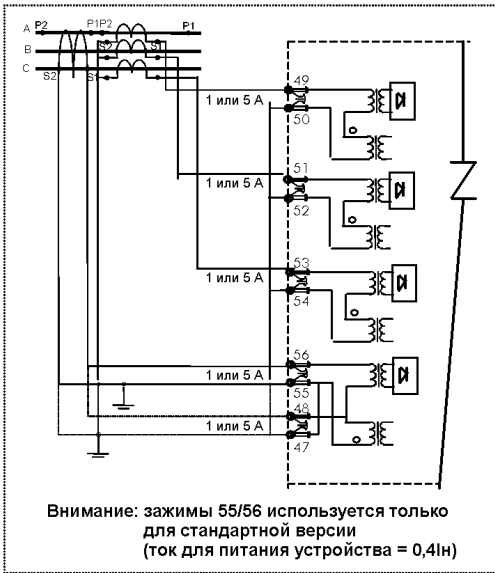 P2 P1 P2 P1
A
B S2 S1
C
S2 S1
49
1 или 5 А
50
51
1 или 5 А
52
53
1 или 5 А
54
56
1 или 5 А
55
48
1 или 5 А
47
Внимание: зажимы 55/56 используется только
для стандартной версии
(ток для питания устройства = 0,4Iн)